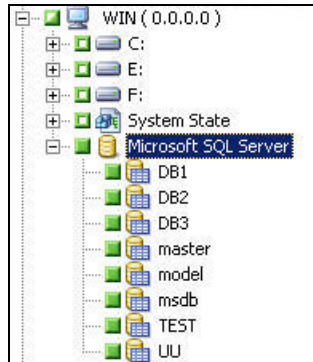 WIN ( 0.0.0.0 )
C:
E:
F:
System State
Microsoft SQL Server
DB1
DB2
DB3
master
model
msdb
TEST
UU